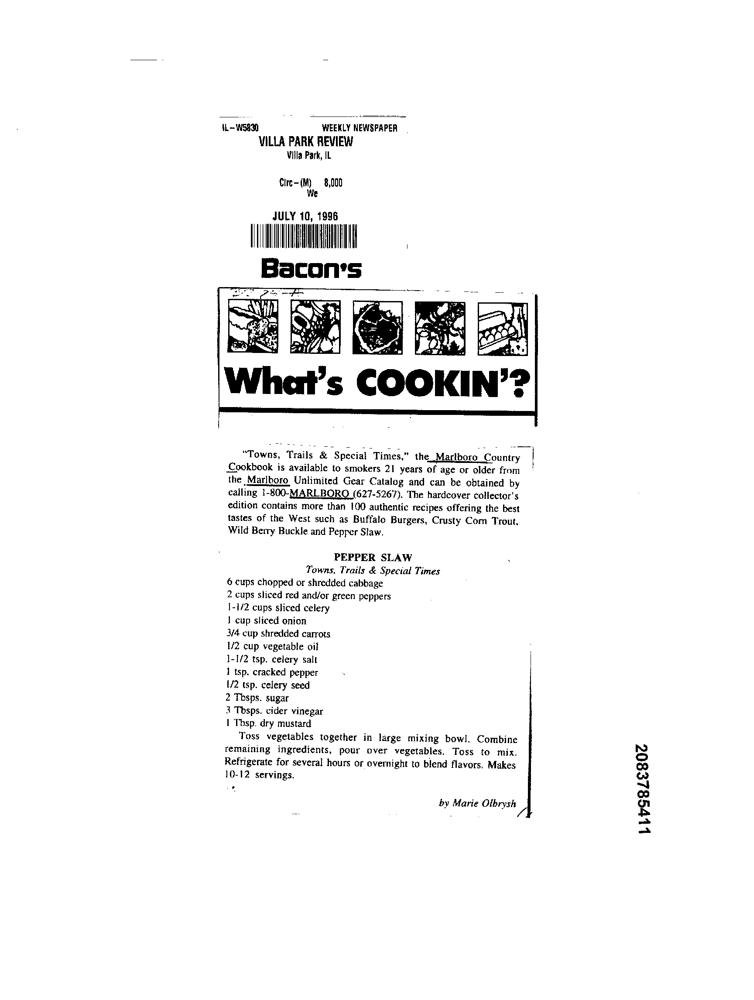 IL-W5830 WEEKLY NEWSPAPER
VILLA PARK REVIEW
Villa Park, IL
Circ-(M) 8,000
We
JULY 10, 1996
Bacon's
What's COOKIN'?
"Towns, Trails & Special Times," the Marlboro Country
Cookbook is available to smokers 21 years of age or older from
the Marlboro Unlimited Gear Catalog and can be obtained by
calling 1-800-MARLBORO (627-5267). The hardcover collector's
edition contains more than 100 authentic recipes offering the best
tastes of the West such as Buffalo Burgers, Crusty Corn Trout,
Wild Berry Buckle and Pepper Slaw.
PEPPER SLAW
Towns, Trails & Special Times
6 cups chopped or shredded cabbage
2 cups sliced red and/or green peppers
1-1/2 cups sliced celery
1 cup sliced onion
3/4 cup shredded carrots
1/2 cup vegetable oil
1-1/2 tsp. celery salt
1 tsp. cracked pepper
1/2 tsp. celery seed
2 Tbsps. sugar
3 Tbsps. cider vinegar
1 Tbsp. dry mustard
Toss vegetables together in large mixing bowl. Combine
remaining ingredients, pour over vegetables. Toss to mix.
Refrigerate for several hours or overnight to blend flavors. Makes
10-12 servings.
by Marie Olbrysh
2083785411